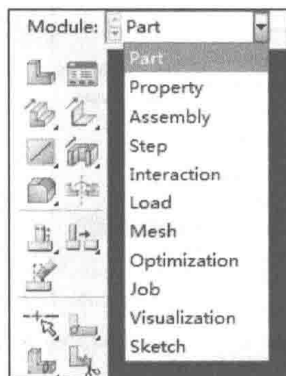 Module: Part
Part
Property
Assembly
Step
Interaction
Load
Mesh
Optimization
Job
Visualization
Sketch